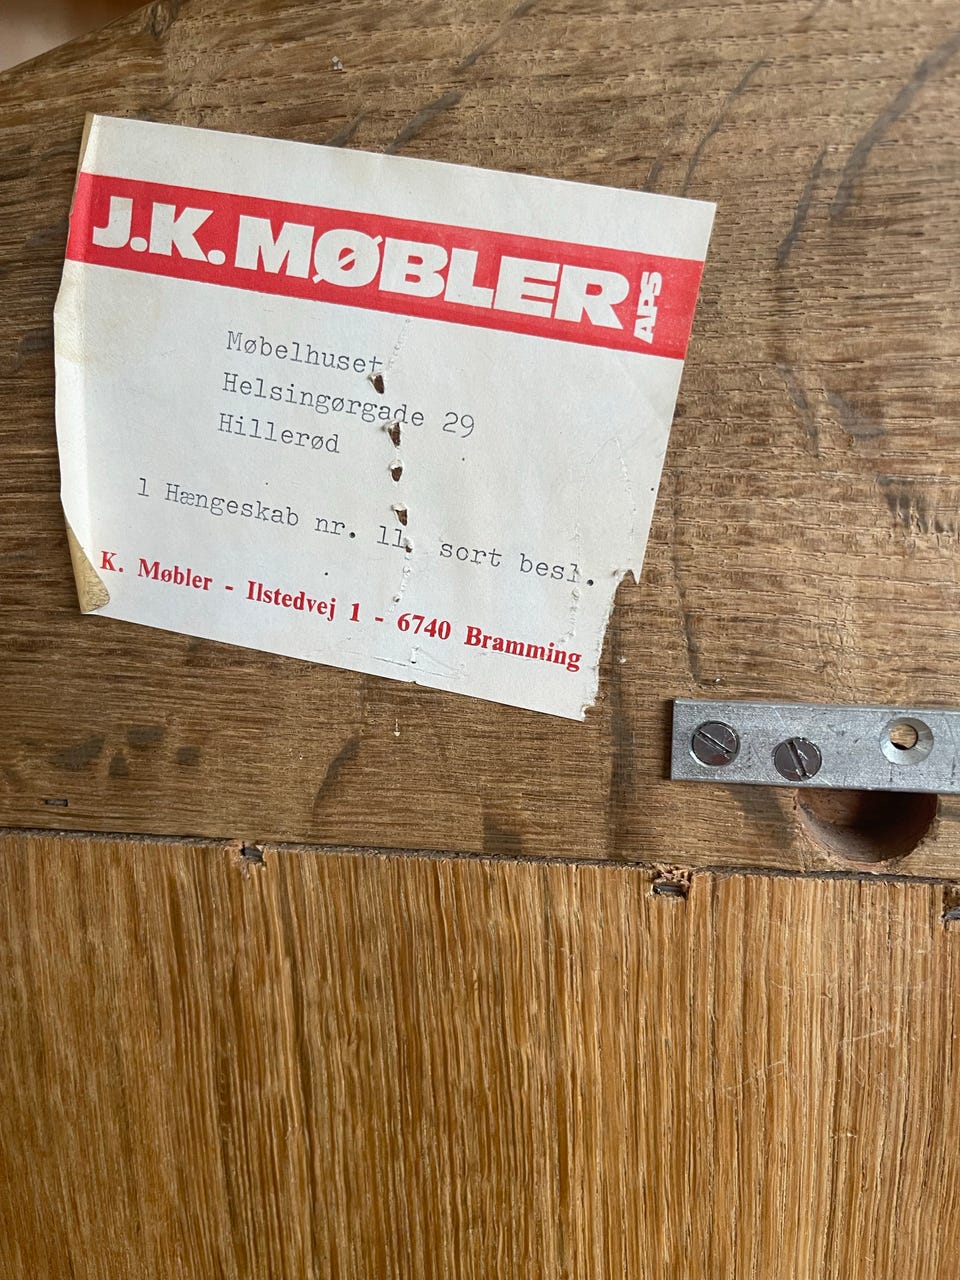 J.K. MØBLER APS
Møbelhuset
Helsingørgade 29
Hillerød
1 Hængeskab nr. 11, sort besl.
K. Møbler - Ilstedvej 1 - 6740 Bramming